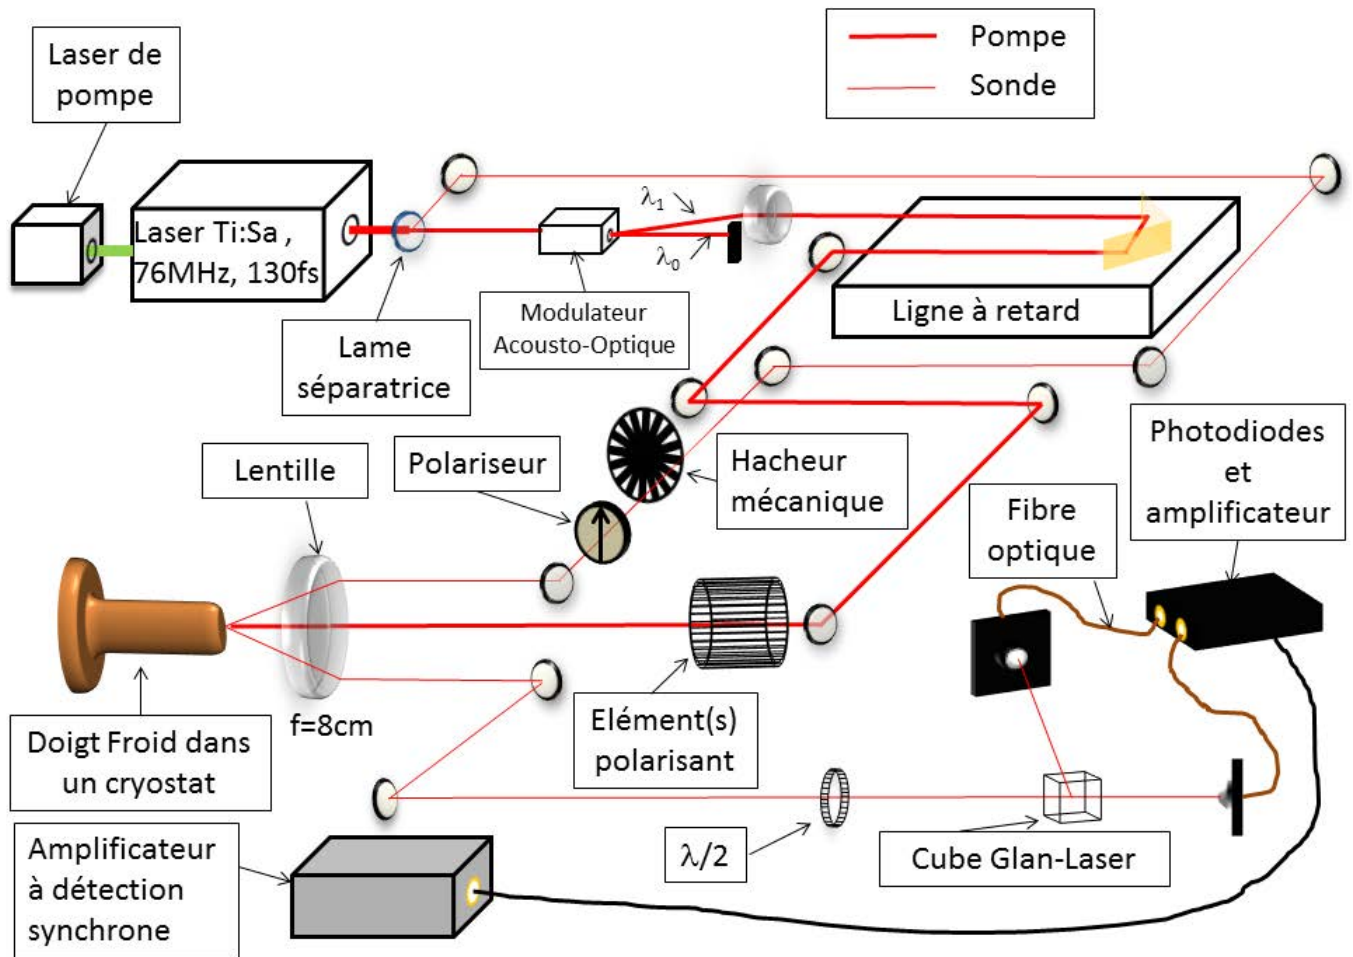 Laser de
pompe
Pompe
Sonde
Laser Ti:Sa ,
76MHz, 130fs
λ1
λ0
Lame
séparatrice
Modulateur
Acousto-Optique
Ligne à retard
Lentille
Polariseur
Hacheur
mécanique
Photodiodes
et
amplificateur
Fibre
optique
f=8cm
Doigt Froid dans
un cryostat
Elément(s)
polarisant
Amplificateur
à détection
synchrone
λ/2
Cube Glan-Laser